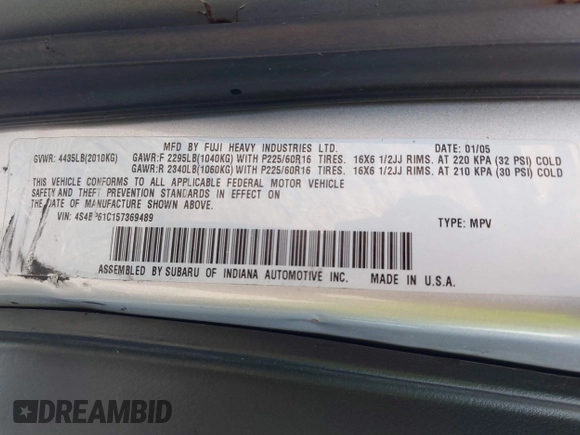 MFD BY FUJI HEAVY INDUSTRIES LTD. DATE: 01/05
GVWR: 4435LB(2010KG) GAWR:F 2295LB(1040KG) WITH P225/60R16 TIRES. 16X6 1/2JJ RIMS. AT 220 KPA (32 PSI) COLD
GAWR:R 2340LB(1060KG) WITH P225/60R16 TIRES. 16X6 1/2JJ RIMS. AT 210 KPA (30 PSI) COLD
THIS VEHICLE CONFORMS TO ALL APPLICABLE FEDERAL MOTOR VEHICLE
SAFETY AND THEFT PREVENTION STANDARDS IN EFFECT
ON THE DATE OF MANUFACTURE SHOWN ABOVE.
VIN: TYPE: MPV
ASSEMBLED BY SUBARU OF INDIANA AUTOMOTIVE INC. MADE IN U.S.A.
DREAMBID